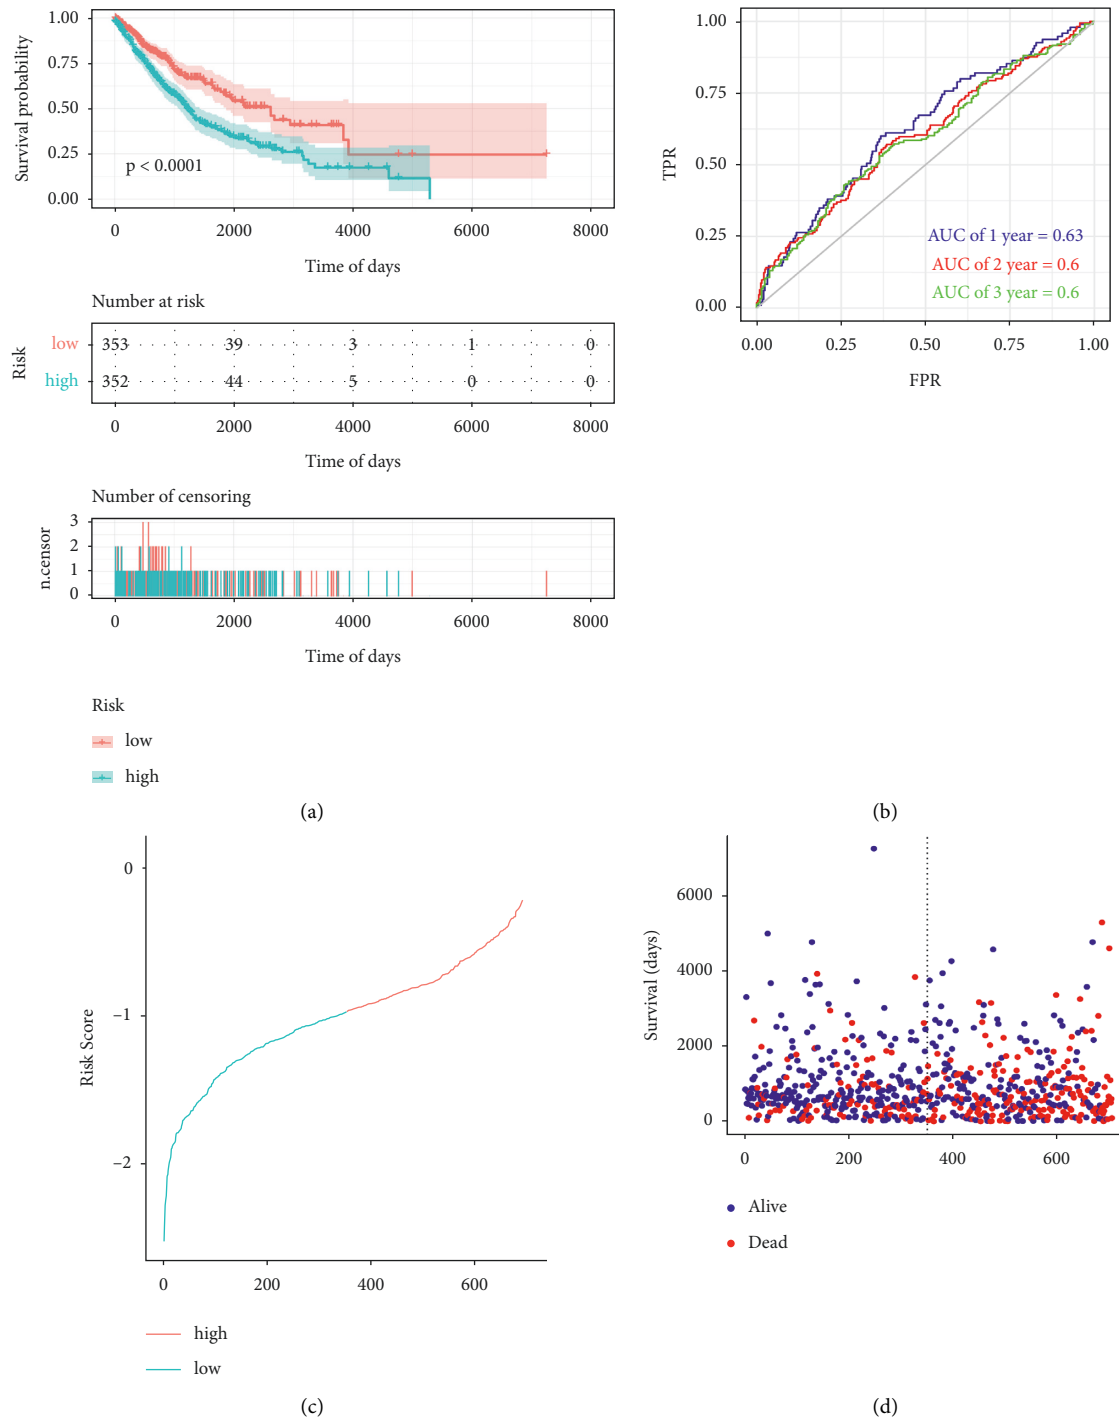 1.00
0.75
0.50
0.25
0.00
Survival probability
p < 0.0001
0 2000 4000 6000 8000
Time of days
Number at risk
Risk
low 353 39 3 1 0
high 352 44 5 0 0
0 2000 4000 6000 8000
Time of days
Number of censoring
n.censor
3
2
1
0
0 2000 4000 6000 8000
Time of days
Risk
low
high
(a)
1.00
0.75
0.50
0.25
0.00
TPR
AUC of 1 year = 0.63
AUC of 2 year = 0.6
AUC of 3 year = 0.6
0.00 0.25 0.50 0.75 1.00
FPR
(b)
0
−1
−2
Risk Score
0 200 400 600
high
low
(c)
6000
4000
2000
0
Survival (days)
0 200 400 600
Alive
Dead
(d)